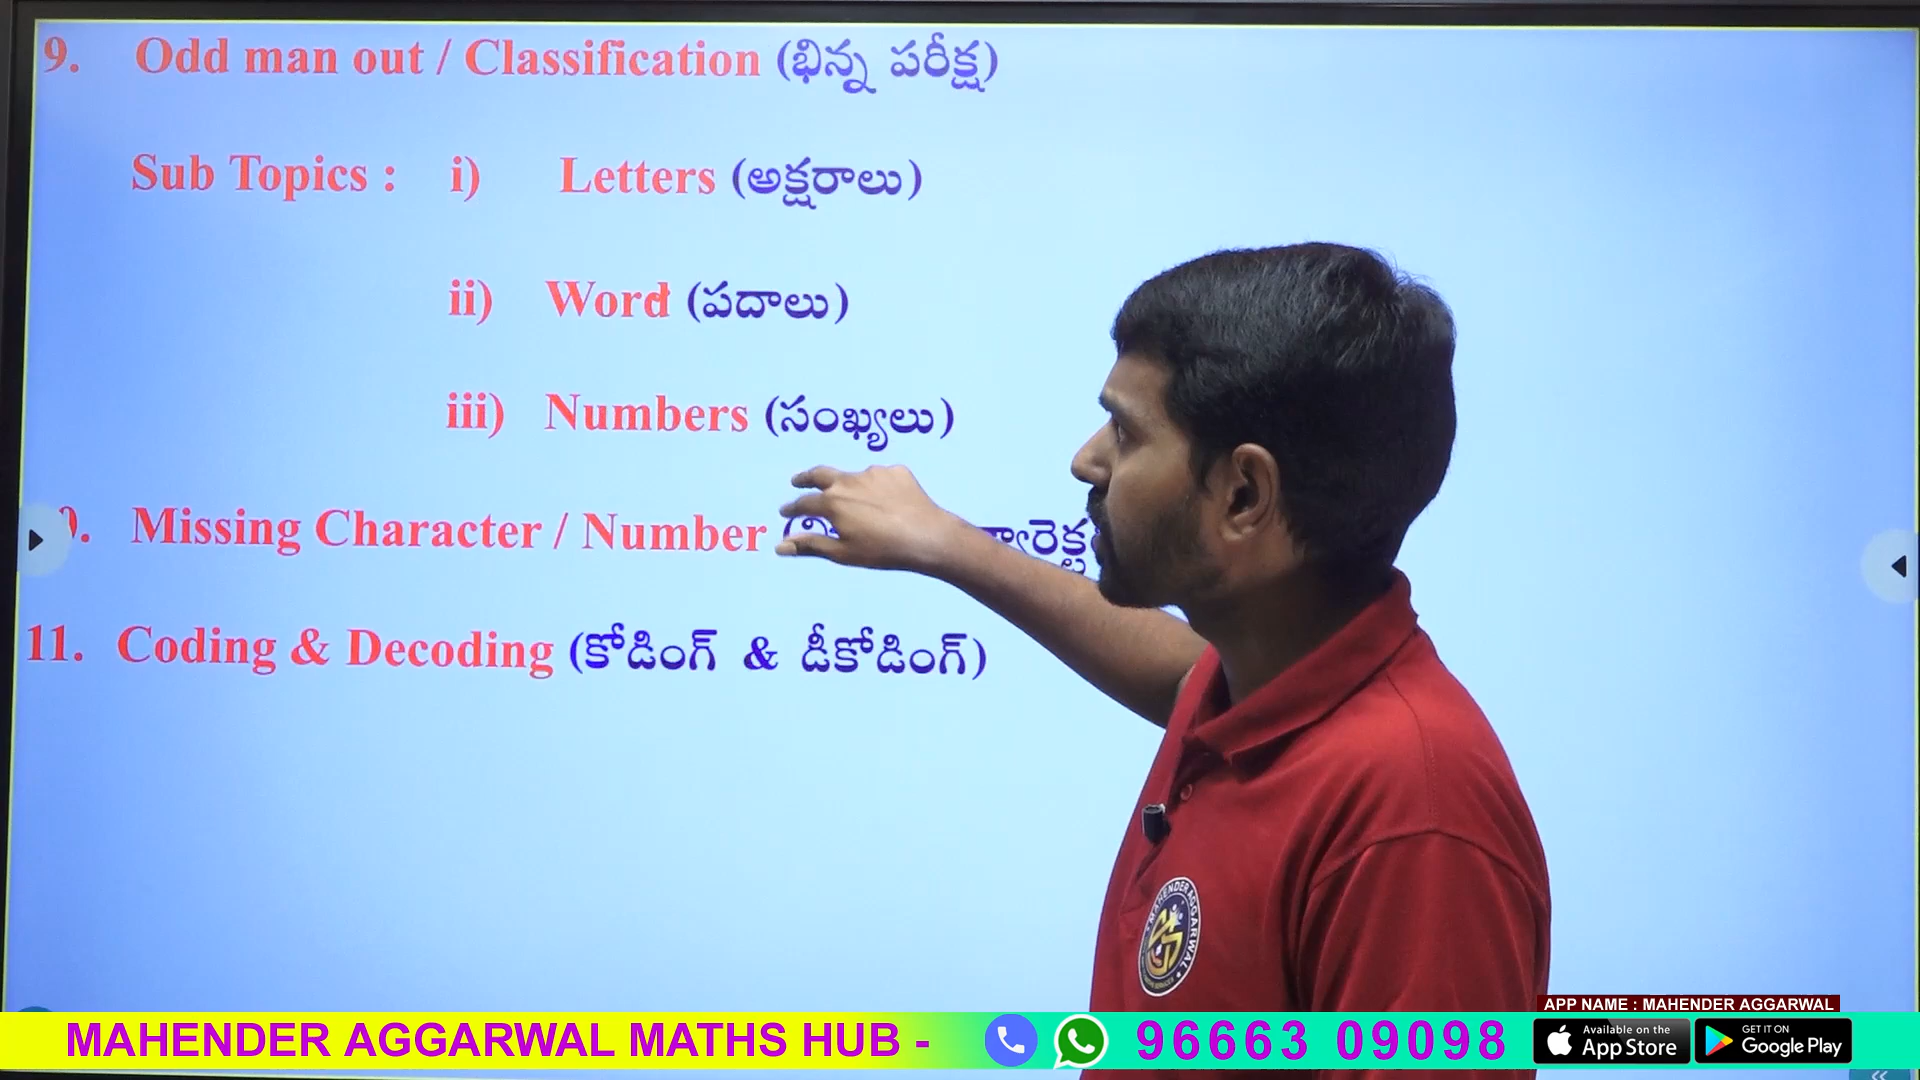 9. Odd man out / Classification (భిన్న పరీక్ష)
Sub Topics : i) Letters (అక్షరాలు)
ii) Word (పదాలు)
iii) Numbers (సంఖ్యలు)
Missing Character / Number
11. Coding & Decoding (కోడింగ్ & డీకోడింగ్)
MAHENDER AGGARWAL
APP NAME : MAHENDER AGGARWAL
MAHENDER AGGARWAL MATHS HUB - 96663 09098
Available on the App Store
GET IT ON Google Play